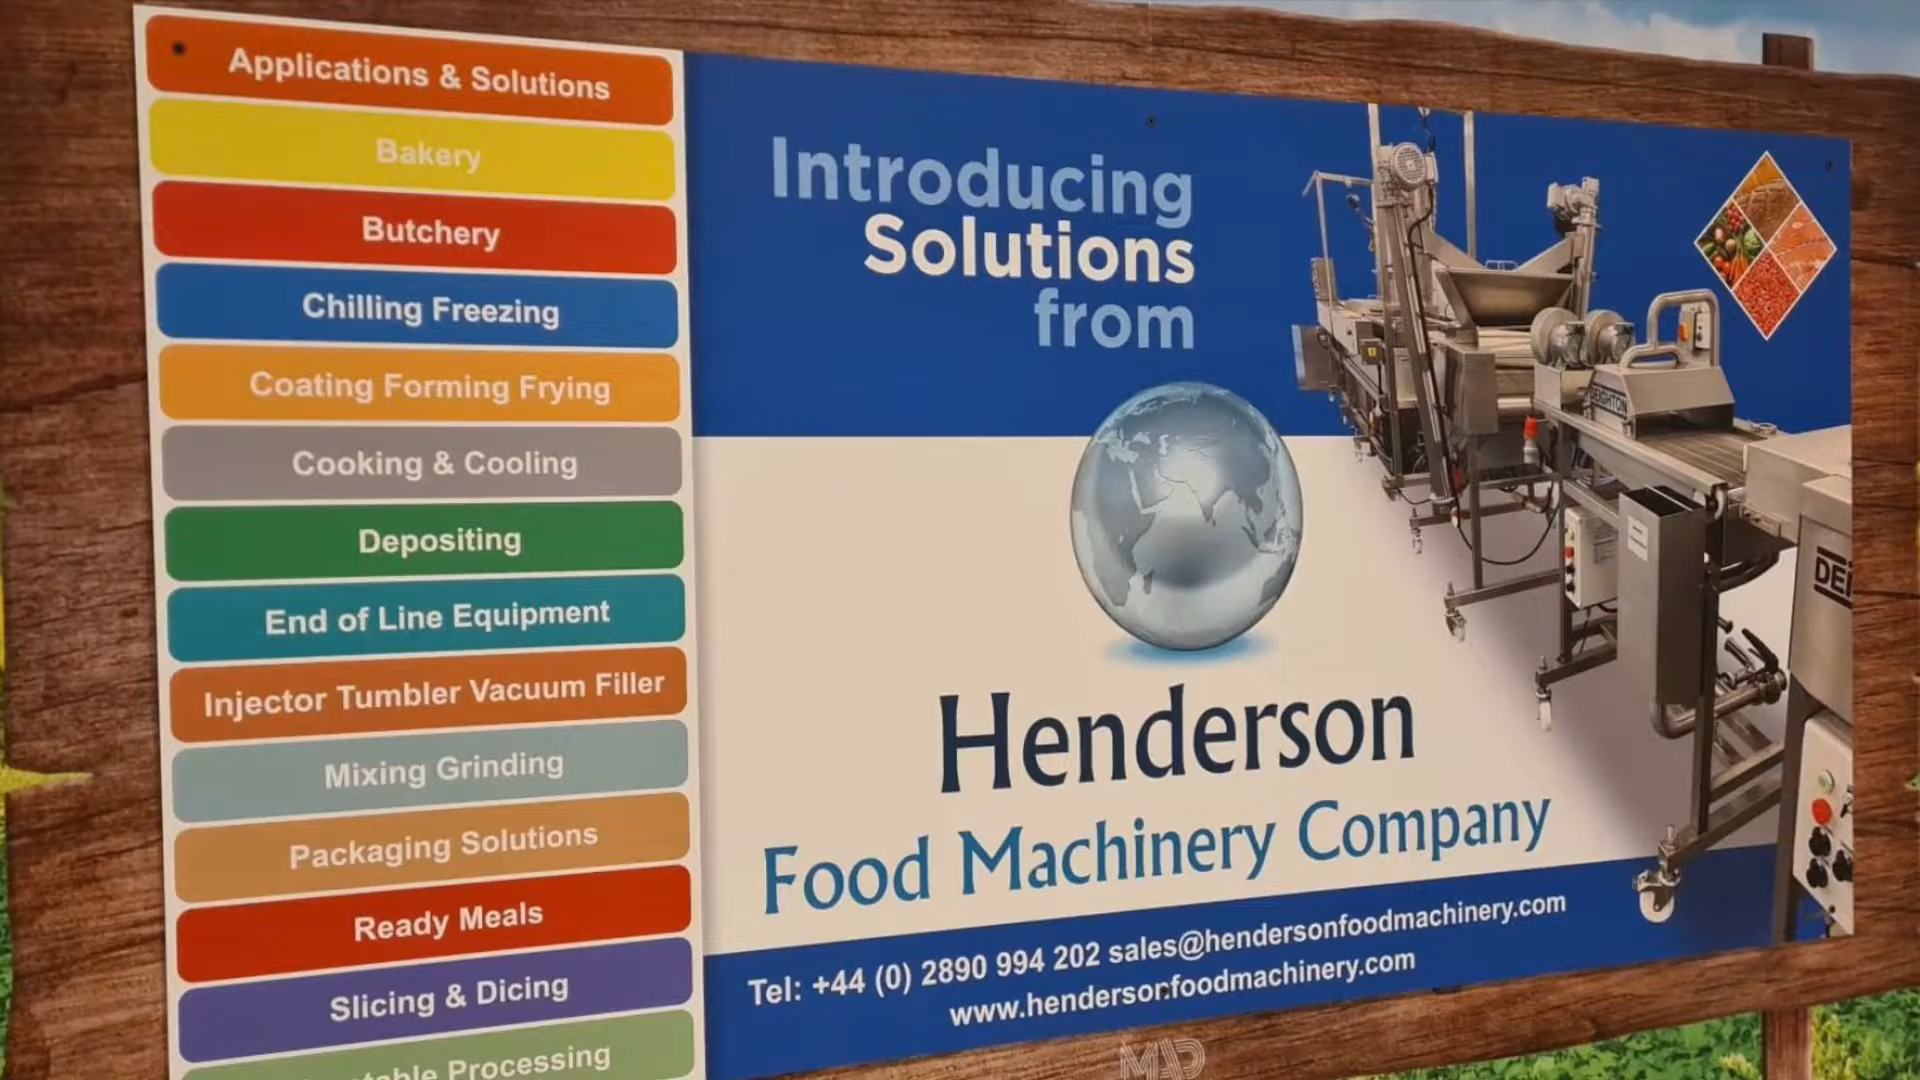 Applications & Solutions
Bakery
Butchery
Chilling Freezing
Coating Forming Frying
Cooking & Cooling
Depositing
End of Line Equipment
Injector Tumbler Vacuum Filler
Mixing Grinding
Packaging Solutions
Ready Meals
Slicing & Dicing
Processing
Introducing
Solutions
from
Henderson
Food Machinery Company
Tel: +44 (0) 2890 994 202 sales@hendersonfoodmachinery.com
www.hendersonfoodmachinery.com
DEIGHTON